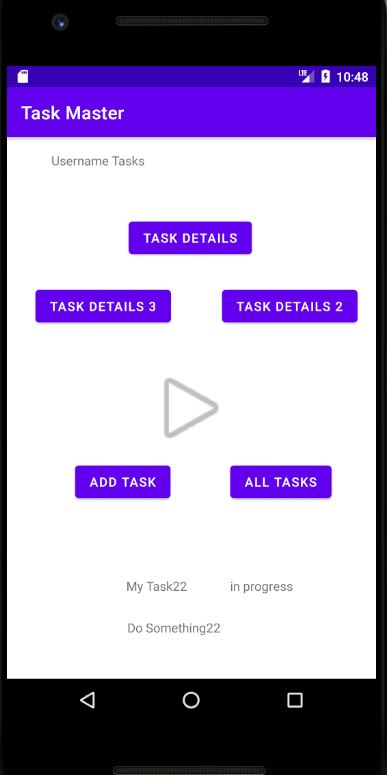 LTE 10:48
Task Master
Username Tasks
TASK DETAILS
TASK DETAILS 3 TASK DETAILS 2
ADD TASK ALL TASKS
My Task22 in progress
Do Something22